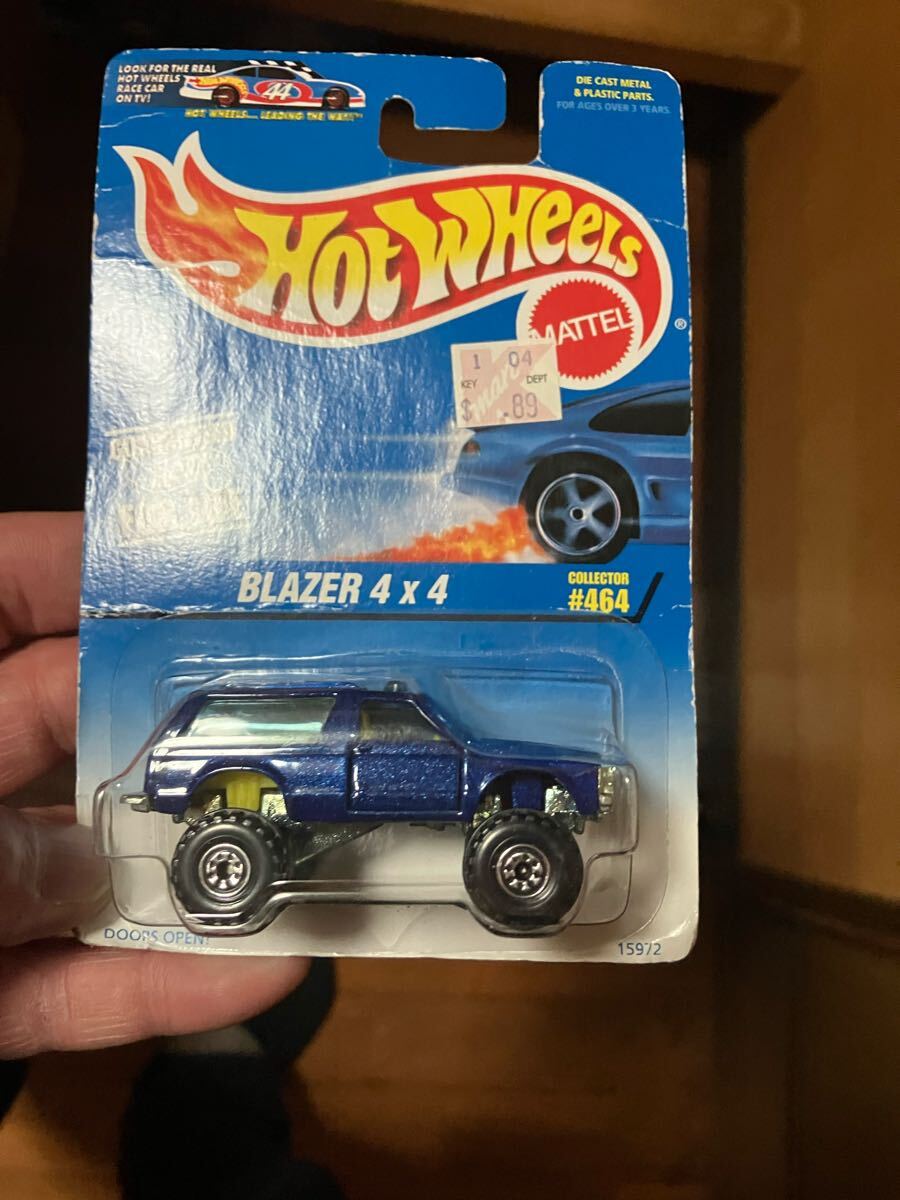 LOOK FOR THE REAL
HOT WHEELS
RACE CAR
ON TV!
44
HOT WHEELS... LEADING THE WAY!™
DIE CAST METAL
& PLASTIC PARTS.
FOR AGES OVER 3 YEARS.
HOT WHEELS
®
MATTEL
1 04
KEY DEPT
$ .89
BLAZER 4 x 4
COLLECTOR
#464
DOORS OPEN!
15972